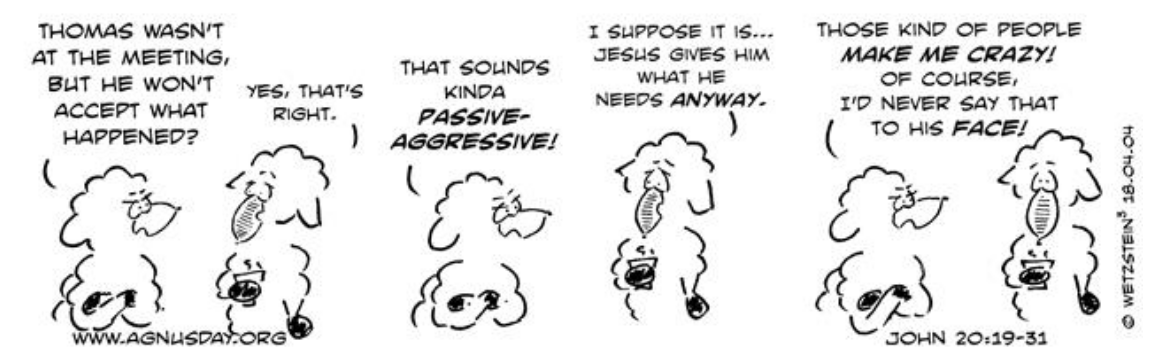 THOMAS WASN'T
AT THE MEETING,
BUT HE WON'T
ACCEPT WHAT
HAPPENED?
YES, THAT'S
RIGHT.
THAT SOUNDS
KINDA
PASSIVE-
AGGRESSIVE!
I SUPPOSE IT IS...
JESUS GIVES HIM
WHAT HE
NEEDS ANYWAY.
THOSE KIND OF PEOPLE
MAKE ME CRAZY!
OF COURSE,
I'D NEVER SAY THAT
TO HIS FACE!
© WETZSTEIN³ 18.04.04
WWW.AGNUSDAY.ORG
JOHN 20:19-31